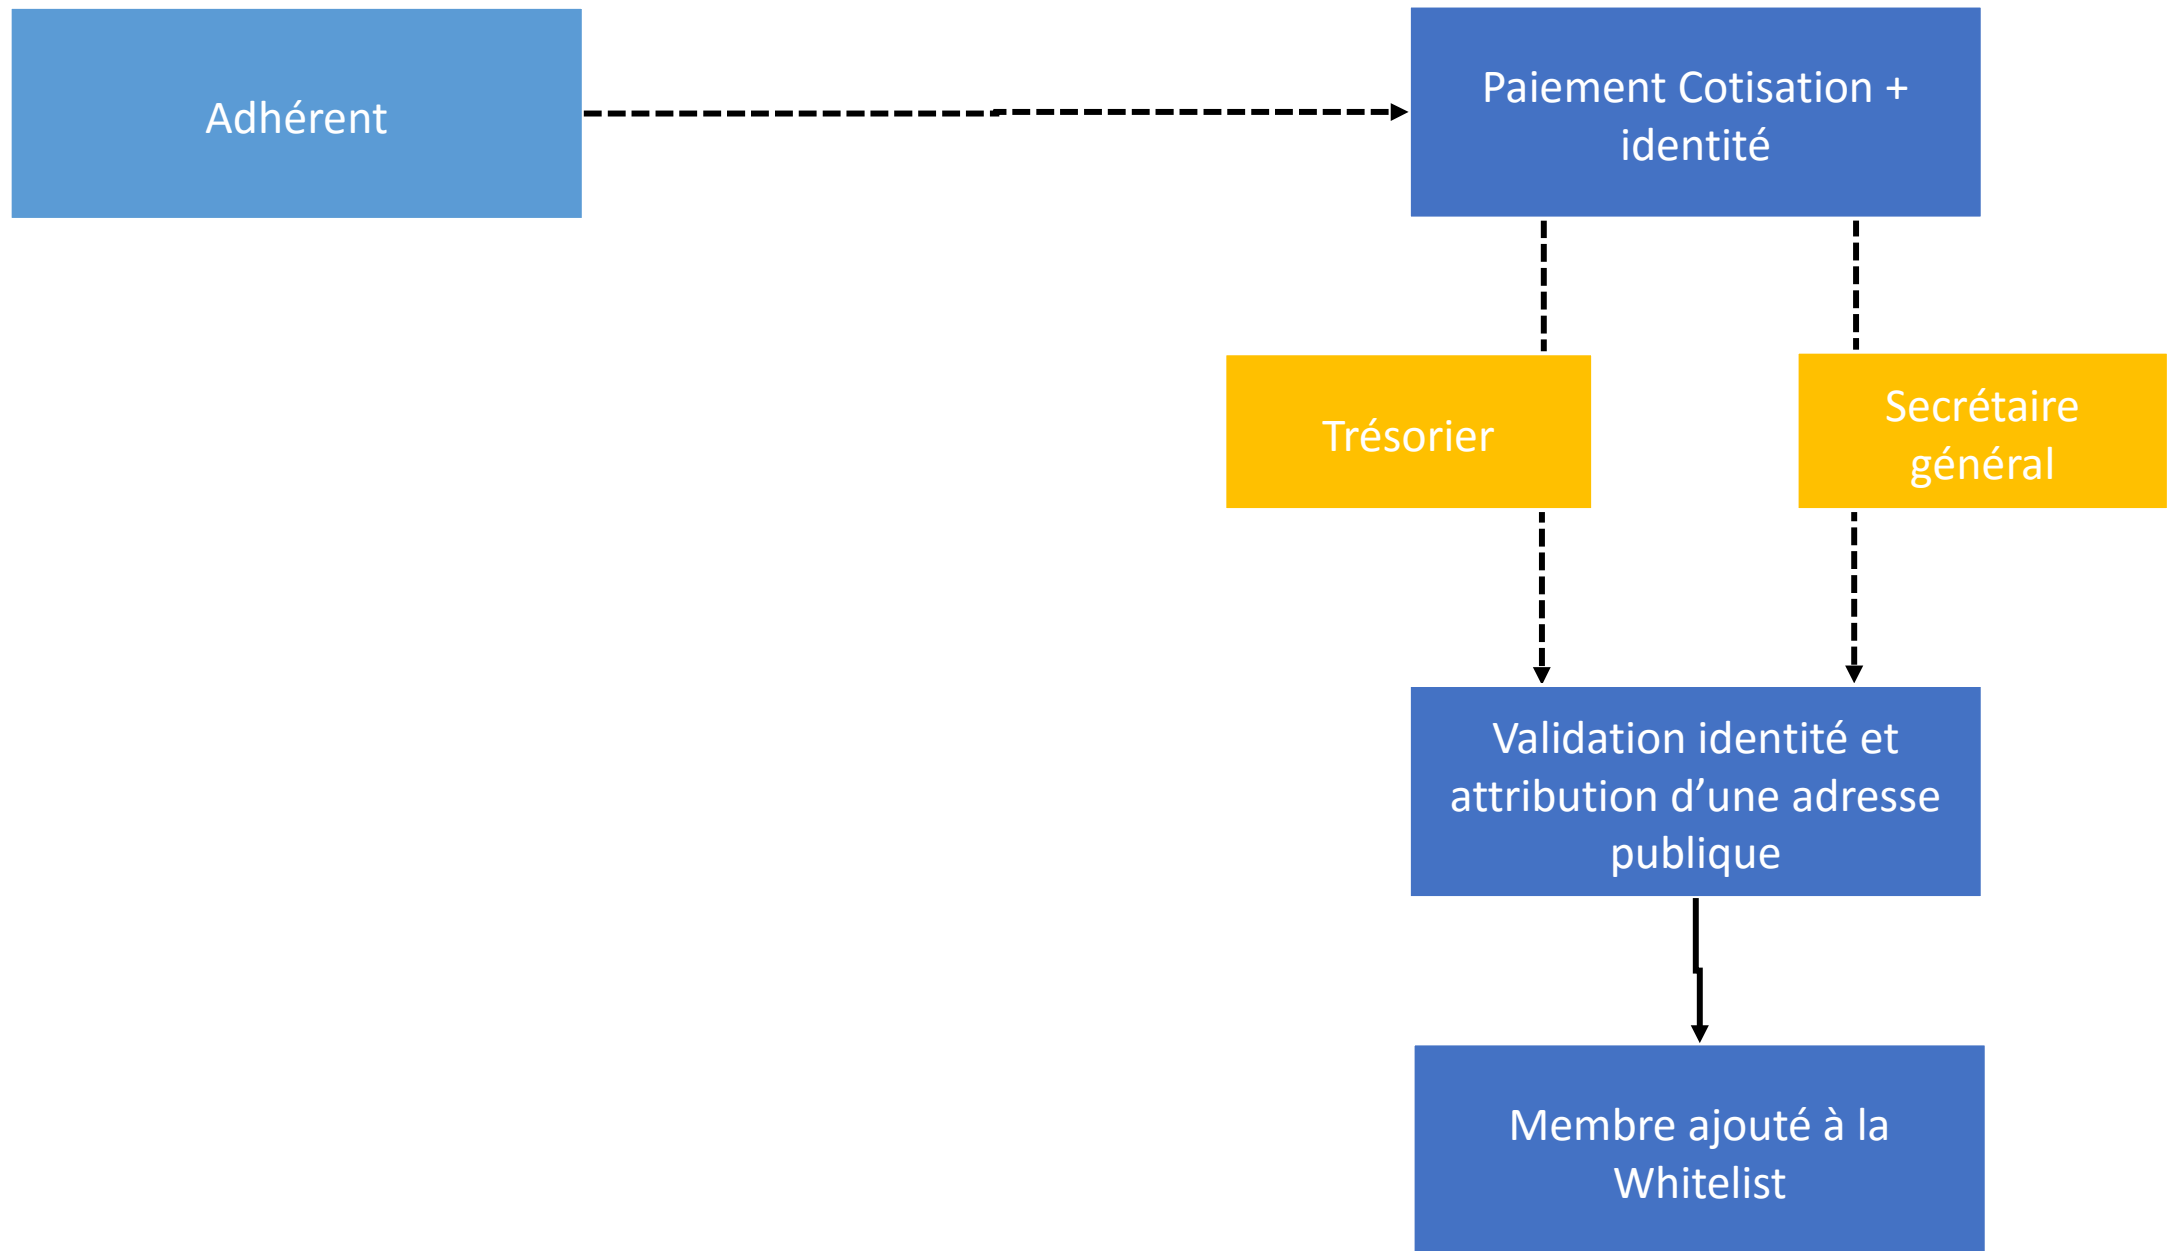 Adhérent
Paiement Cotisation +
identité
Trésorier
Secrétaire
général
Validation identité et
attribution d’une adresse
publique
Membre ajouté à la
Whitelist